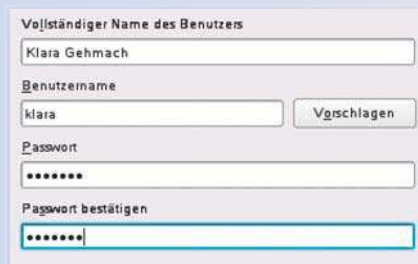 Vollständiger Name des Benutzers
Klara Gehmach
Benutzername
klara
Vorschlagen
Passwort
•••••••
Passwort bestätigen
•••••••